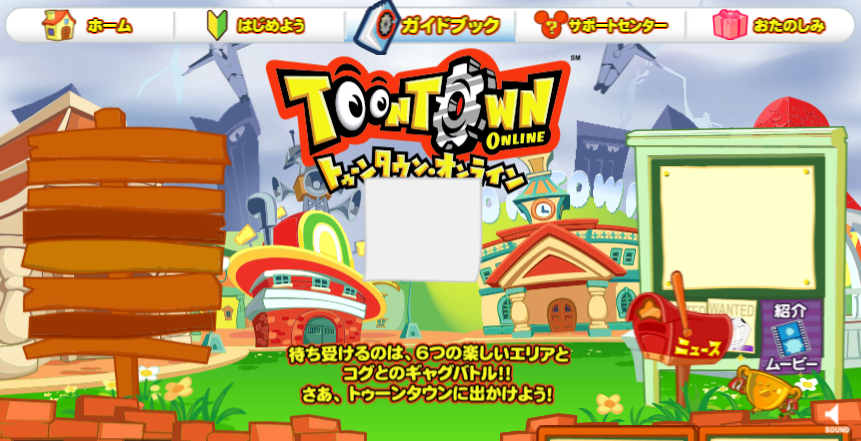 ホーム
はじめよう
ガイドブック
?
サポートセンター
おたのしみ
TOONTOWN
SM
ONLINE
トゥーンタウン・オンライン
WANTED
紹介
ムービー
ニュース
待ち受けるのは、6つの楽しいエリアと
コグとのギャグバトル!!
さあ、トゥーンタウンに出かけよう!
SOUND